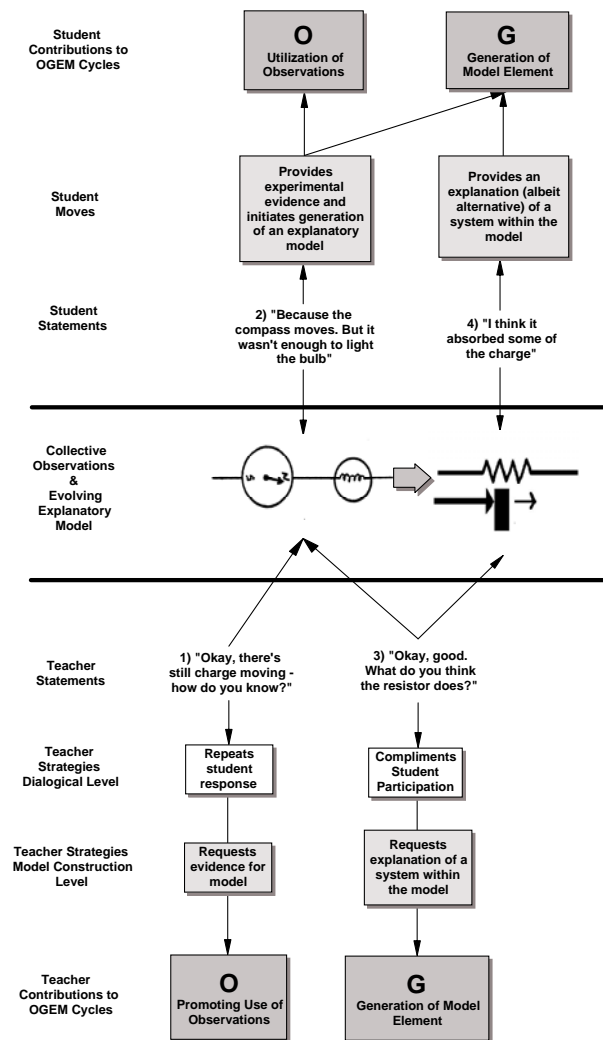 Student
Contributions to
OGEM Cycles
O
Utilization of
Observations
G
Generation of
Model Element
Student
Moves
Provides
experimental
evidence and
initiates generation
of an explanatory
model
Provides an
explanation (albeit
alternative) of a
system within the
model
Student
Statements
2) "Because the
compass moves. But it
wasn't enough to light
the bulb"
4) "I think it
absorbed some of
the charge"
Collective
Observations
&
Evolving
Explanatory
Model
Teacher
Statements
1) "Okay, there's
still charge moving -
how do you know?"
3) "Okay, good.
What do you think
the resistor does?"
Teacher
Strategies
Dialogical Level
Repeats
student
response
Compliments
Student
Participation
Teacher Strategies
Model Construction
Level
Requests
evidence for
model
Requests
explanation of a
system within
the model
Teacher
Contributions to
OGEM Cycles
O
Promoting Use of
Observations
G
Generation of Model
Element